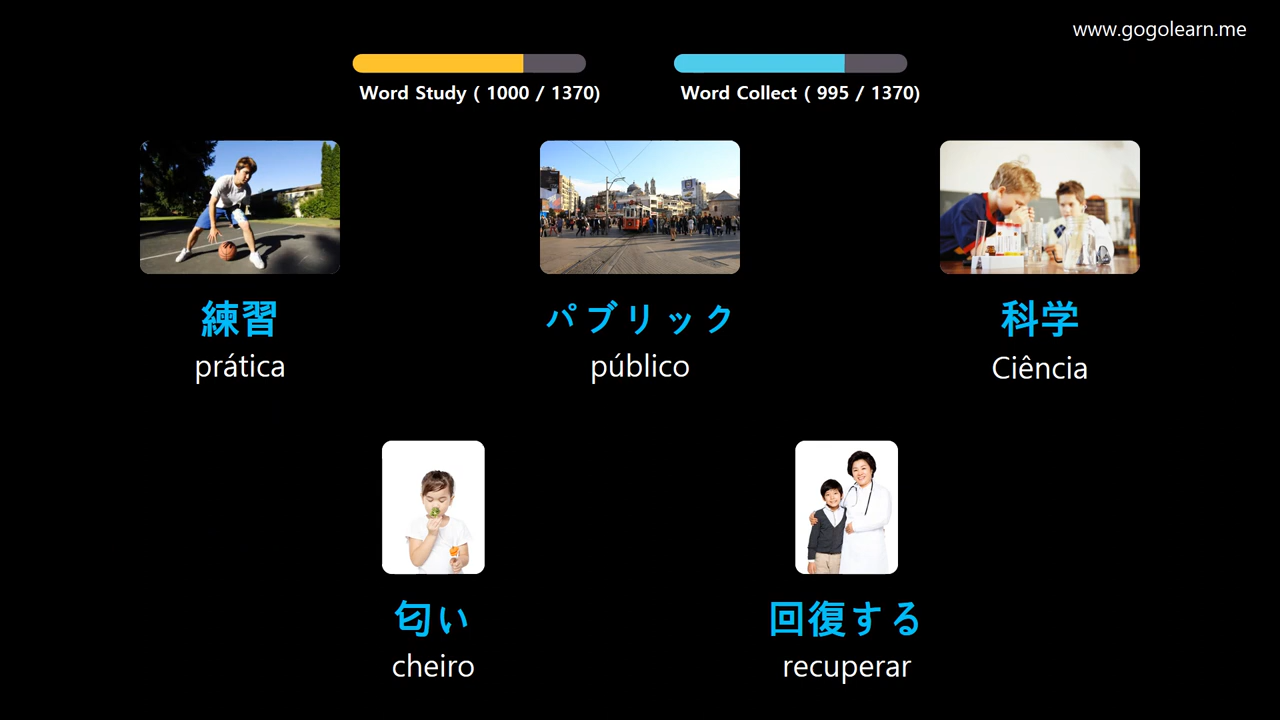 www.gogolearn.me
Word Study ( 1000 / 1370)
Word Collect ( 995 / 1370)
練習
prática
パブリック
público
科学
Ciência
匂い
cheiro
回復する
recuperar